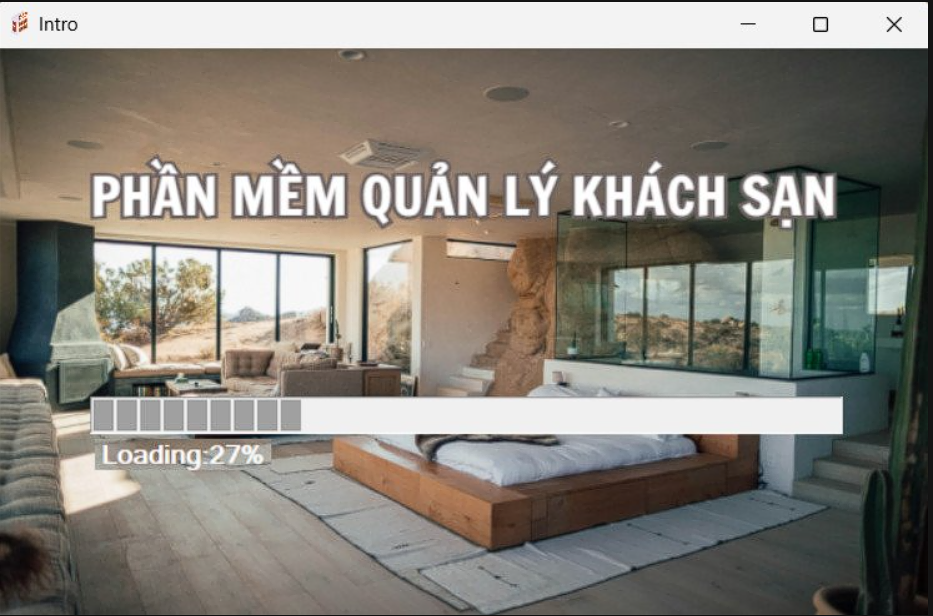 Intro
PHẦN MỀM QUẢN LÝ KHÁCH SẠN
Loading:27%